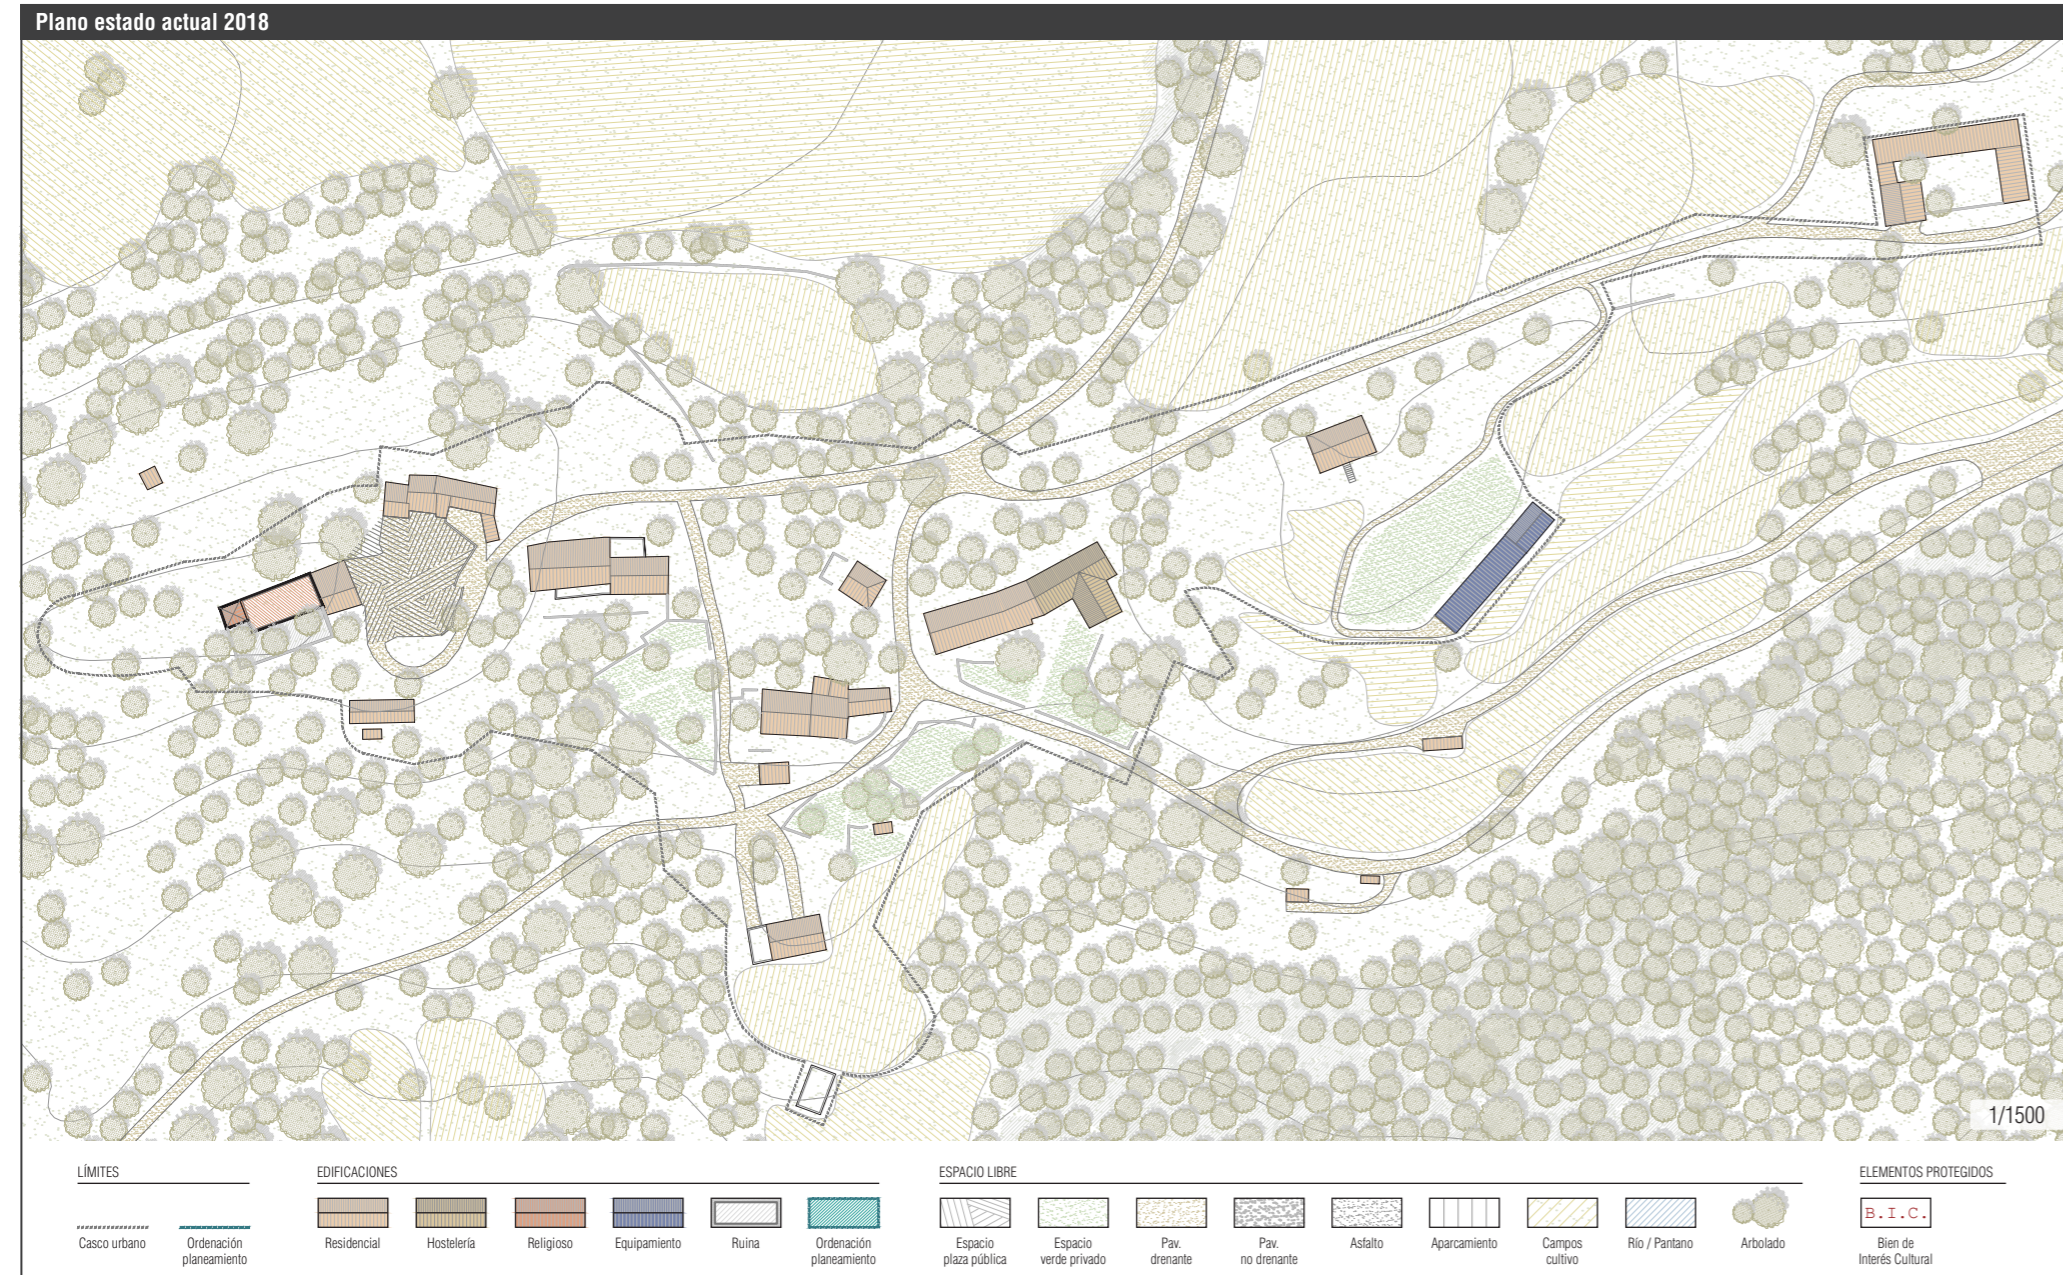 Plano estado actual 2018
1/1500
LÍMITES
Casco urbano
Ordenación
planeamiento
EDIFICACIONES
Residencial
Hostelería
Religioso
Equipamiento
Ruina
Ordenación
planeamiento
ESPACIO LIBRE
Espacio
plaza pública
Espacio
verde privado
Pav.
drenante
Pav.
no drenante
Asfalto
Aparcamiento
Campos
cultivo
Río / Pantano
Arbolado
ELEMENTOS PROTEGIDOS
B.I.C.
Bien de
Interés Cultural